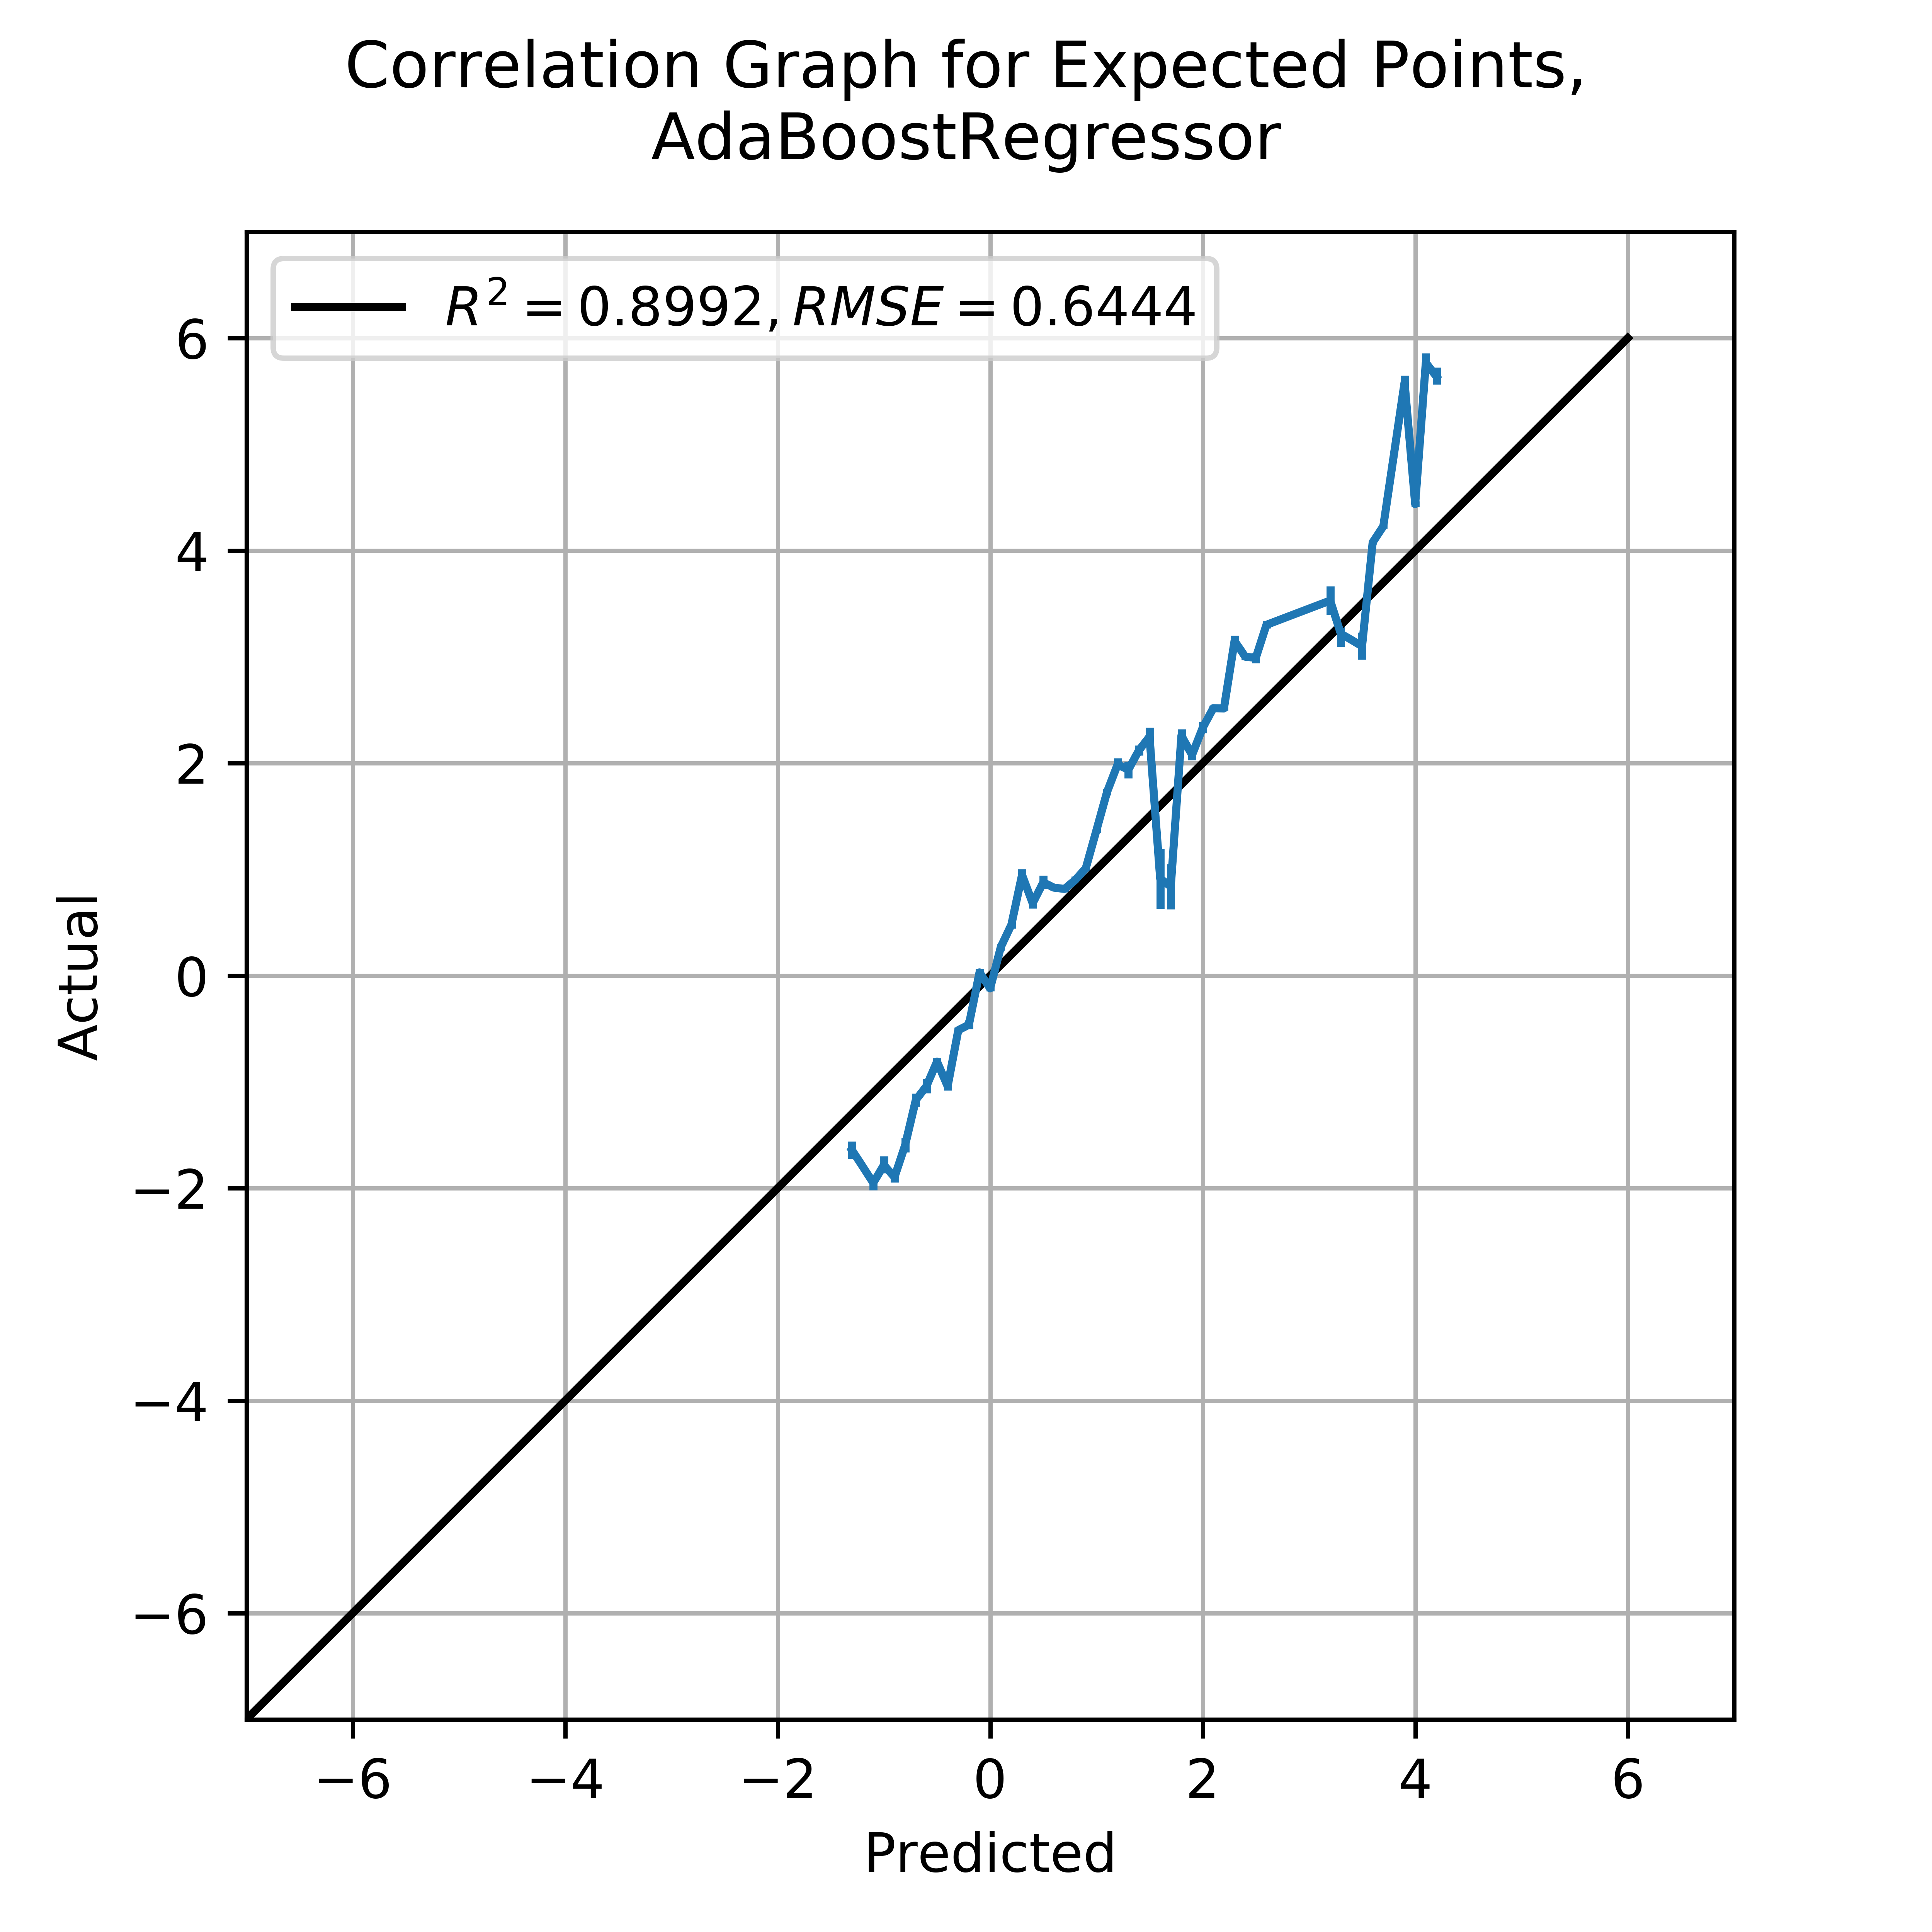 Correlation Graph for Expected Points,
AdaBoostRegressor
R² = 0.8992, RMSE = 0.6444
6
4
2
0
−2
−4
−6
Actual
−6 −4 −2 0 2 4 6
Predicted